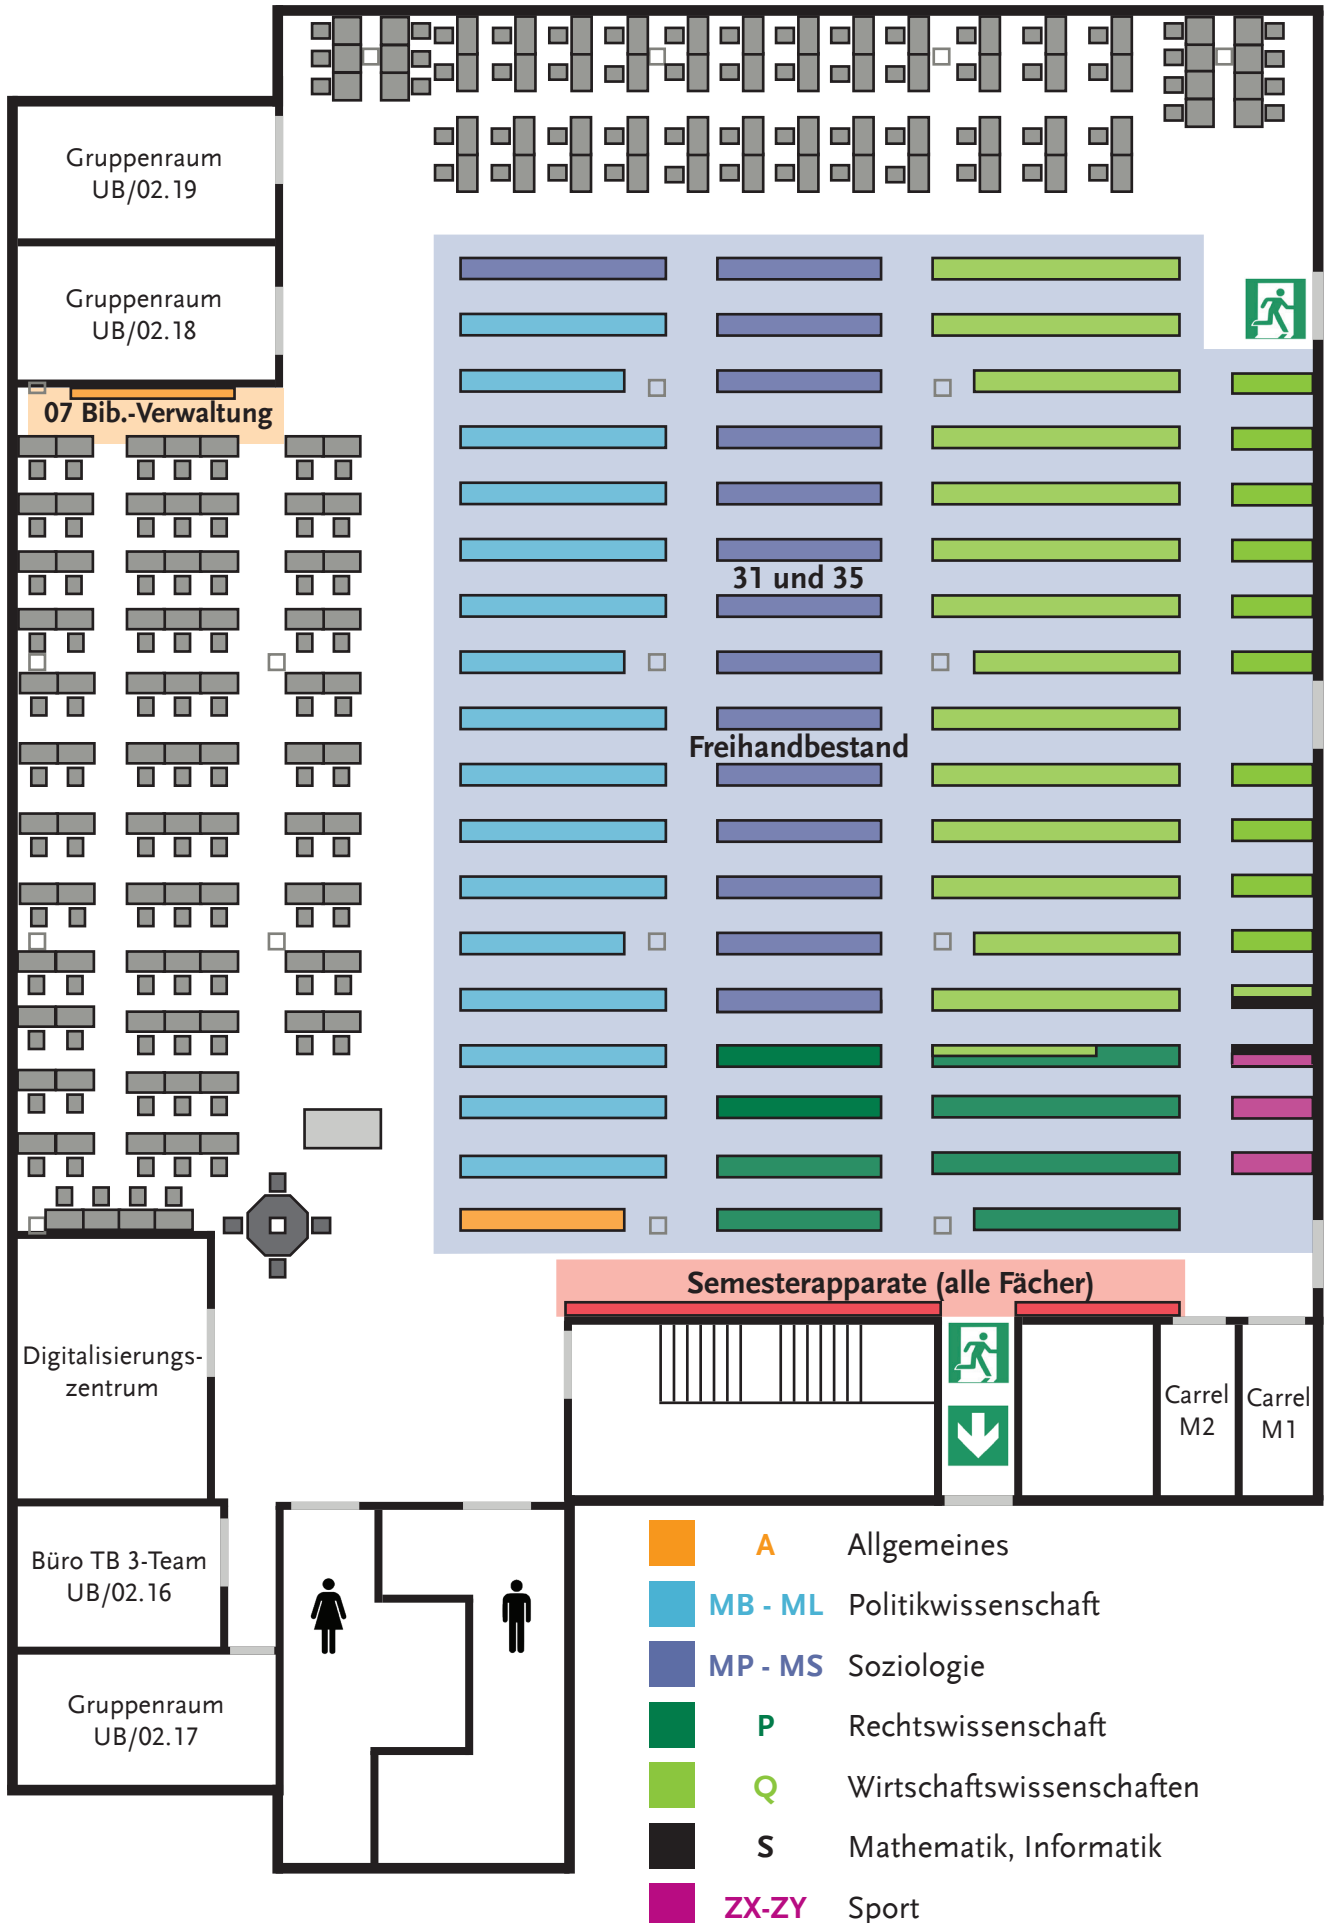 Gruppenraum
UB/02.19
Gruppenraum
UB/02.18
07 Bib.-Verwaltung
31 und 35
Freihandbestand
Semesterapparate (alle Fächer)
Digitalisierungs-
zentrum
Carrel
M2
Carrel
M1
Büro TB 3-Team
UB/02.16
Gruppenraum
UB/02.17
A Allgemeines
MB - ML Politikwissenschaft
MP - MS Soziologie
P Rechtswissenschaft
Q Wirtschaftswissenschaften
S Mathematik, Informatik
ZX-ZY Sport